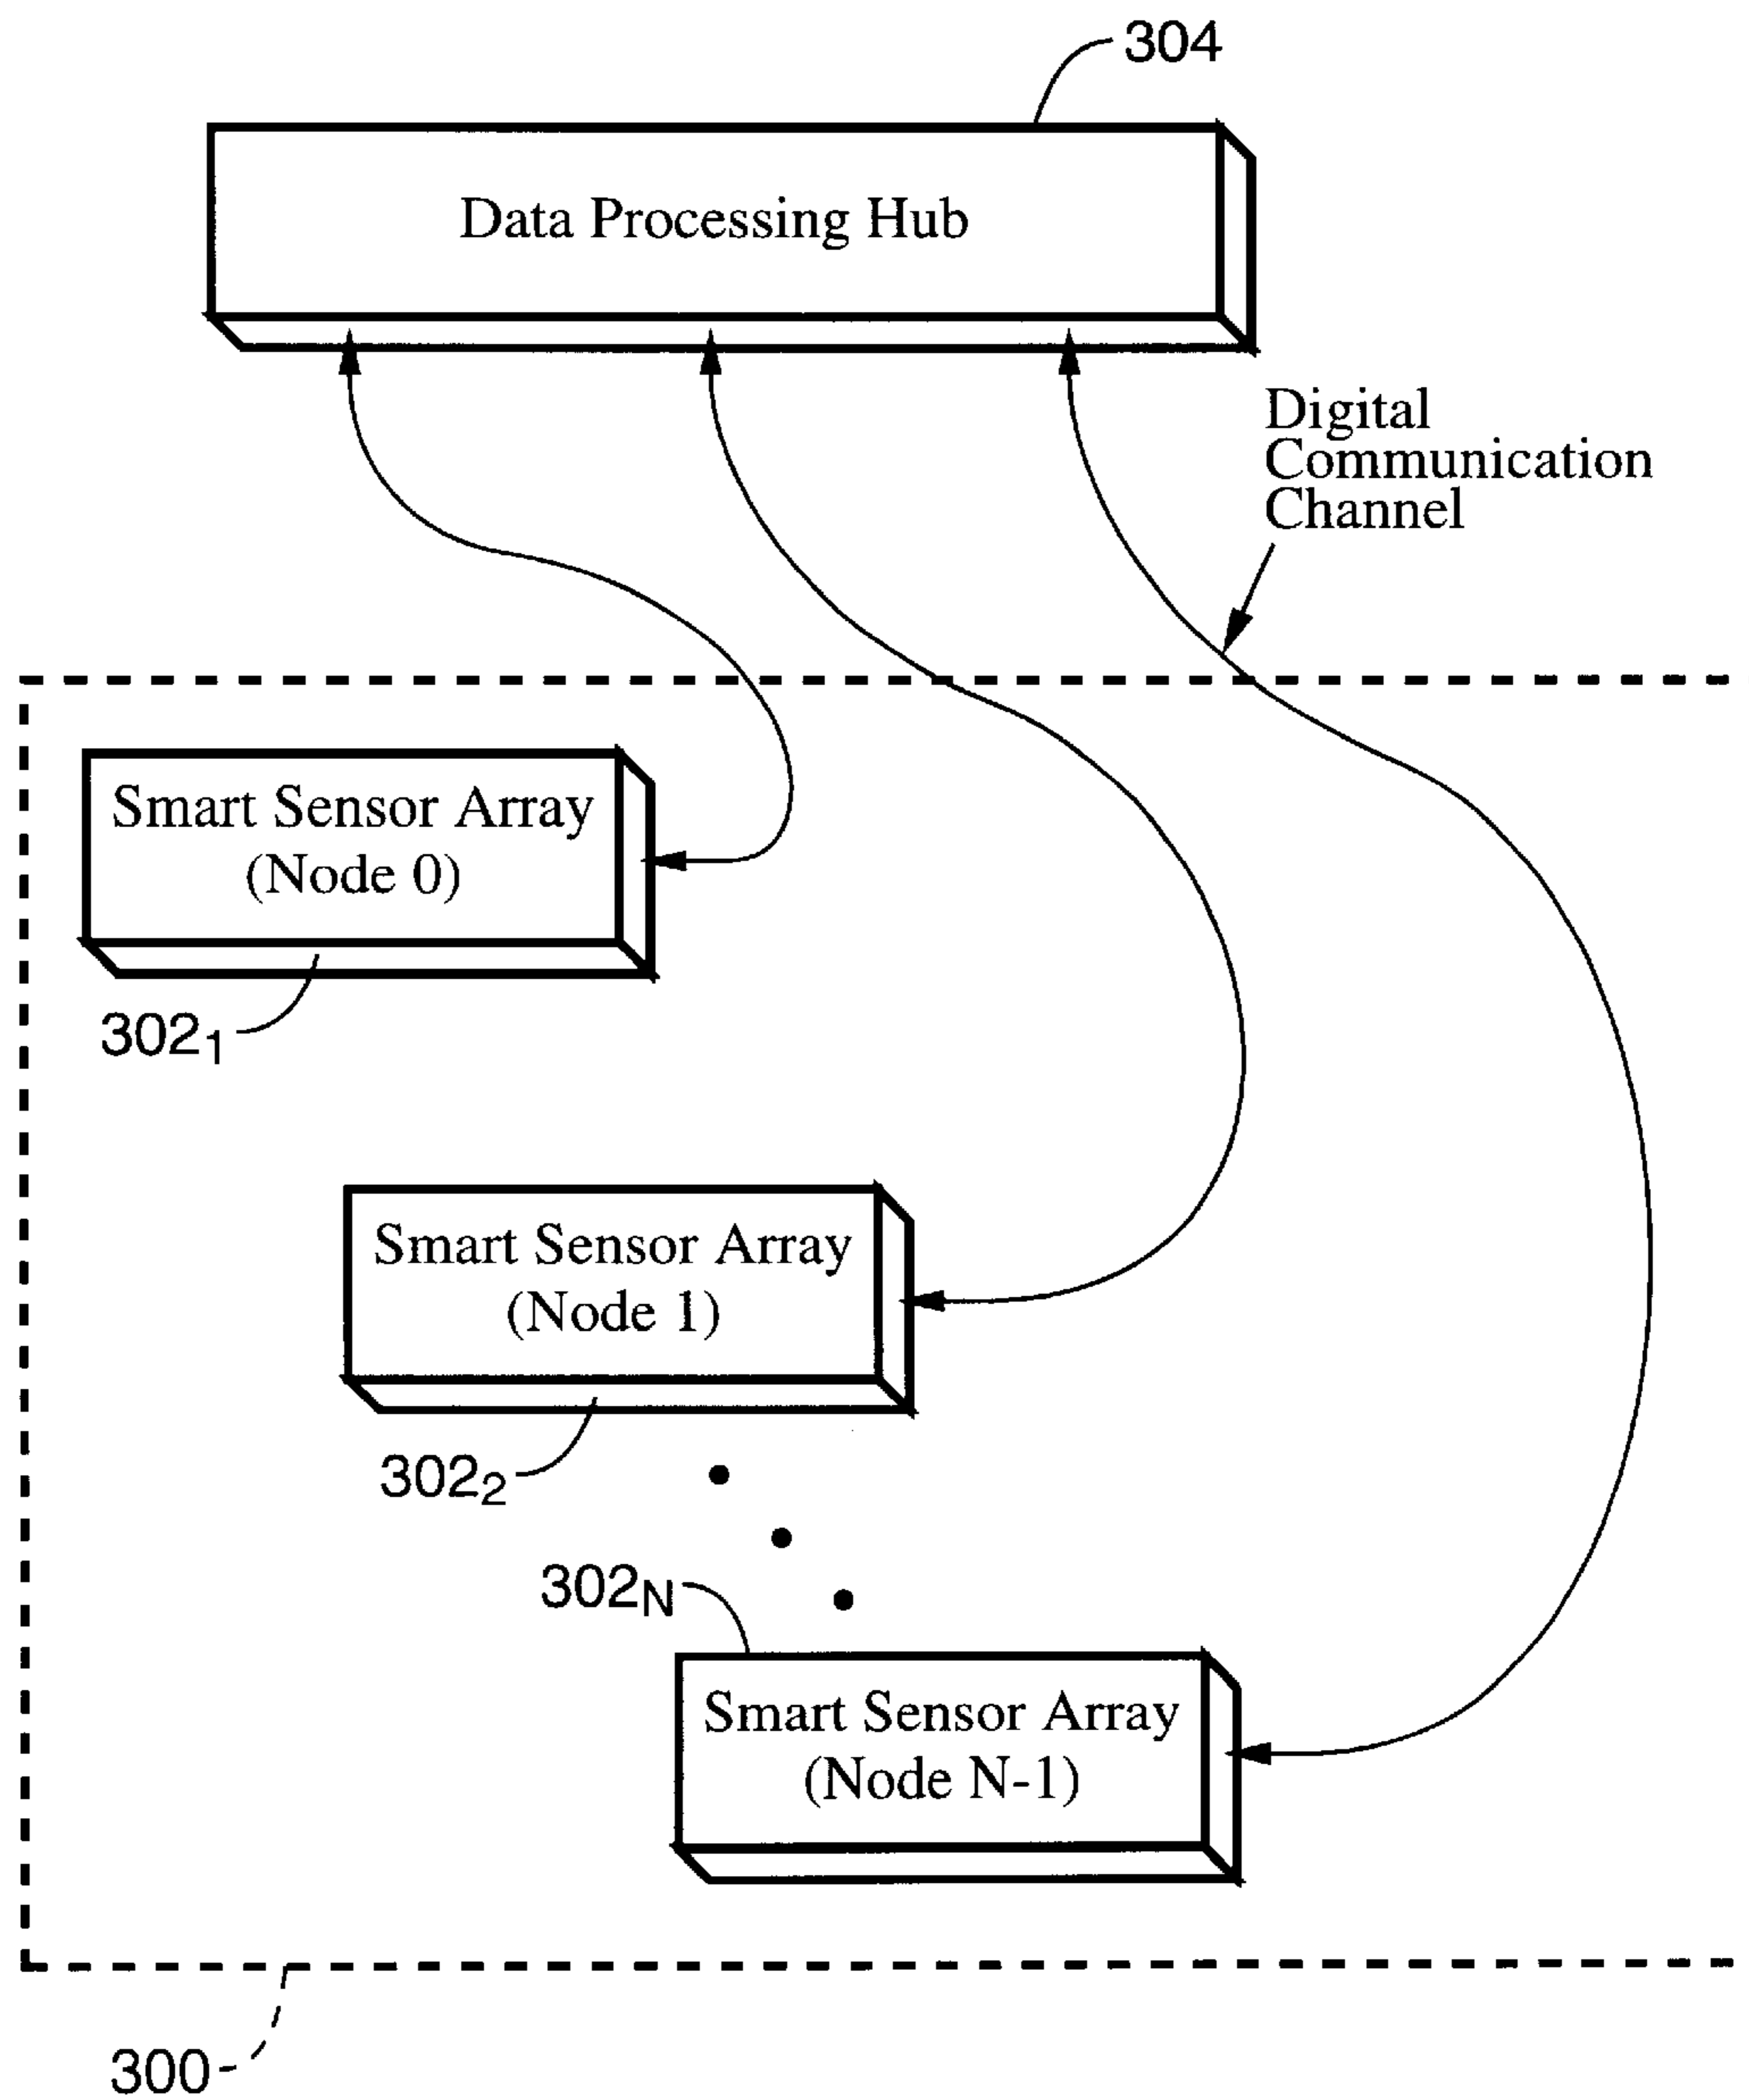 304
Data Processing Hub
Digital
Communication
Channel
Smart Sensor Array
(Node 0)
302₁
Smart Sensor Array
(Node 1)
302₂
302N
Smart Sensor Array
(Node N-1)
300